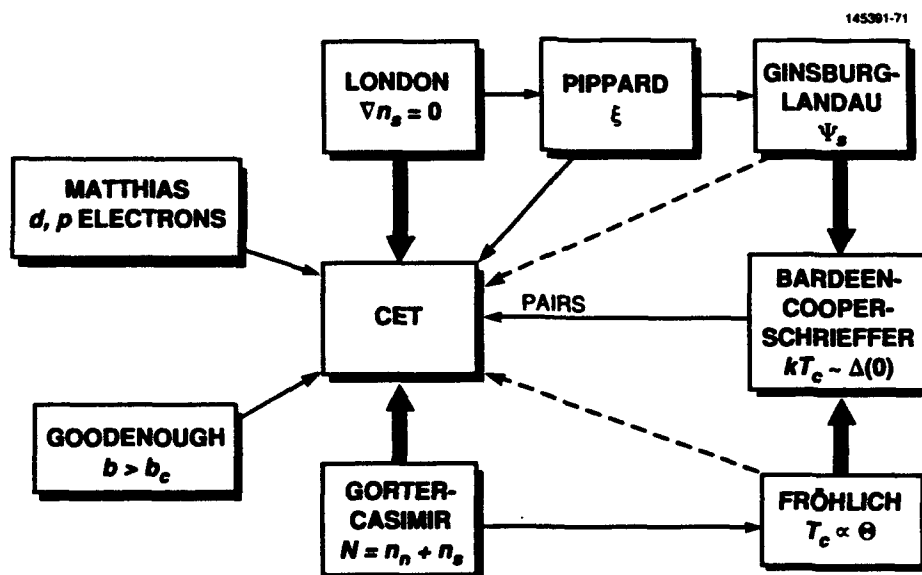 145391-71
LONDON
∇n_s = 0
PIPPARD
ξ
GINSBURG-
LANDAU
Ψ_s
MATTHIAS
d, p ELECTRONS
CET
PAIRS
BARDEEN-
COOPER-
SCHRIEFFER
kT_c ~ Δ(0)
GOODENOUGH
b > b_c
GORTER-
CASIMIR
N = n_n + n_s
FRÖHLICH
T_c ∝ Θ